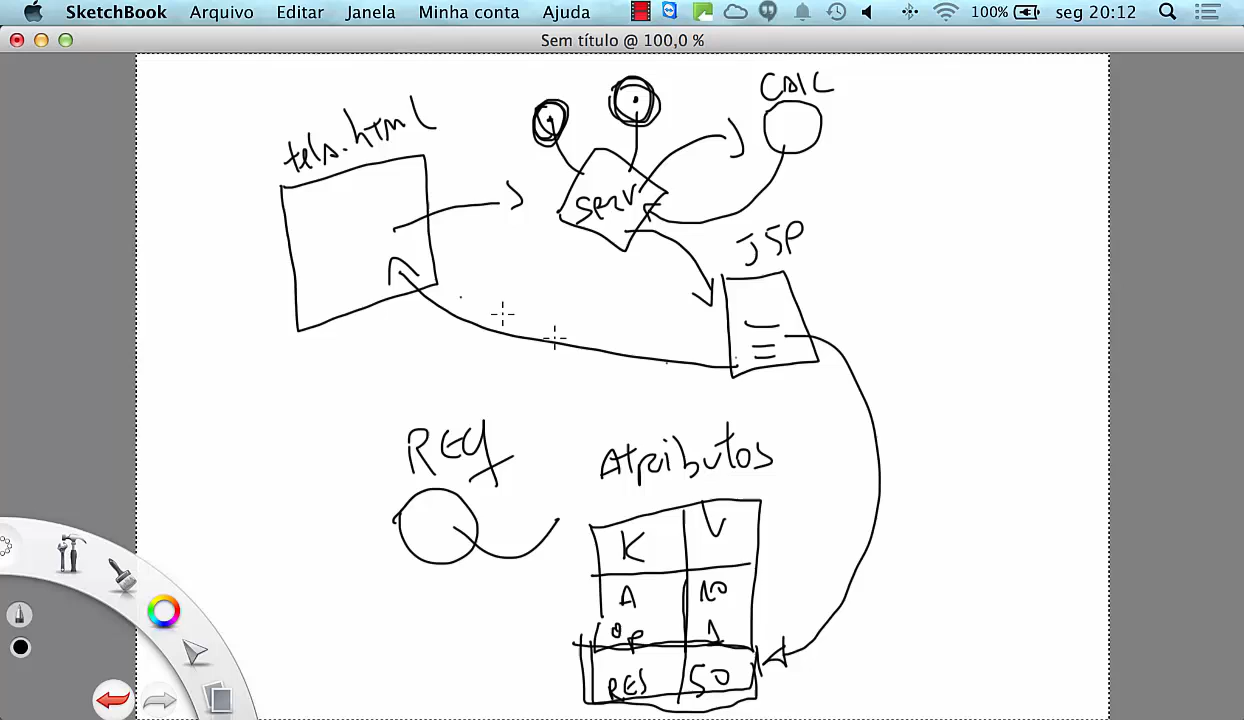 SketchBook Arquivo Editar Janela Minha conta Ajuda 100% seg 20:12
Sem título @ 100,0 %
CALC
tela.html
SERV
JSP
REQ
Atributos
K V
A 10
OP 1
RES 50